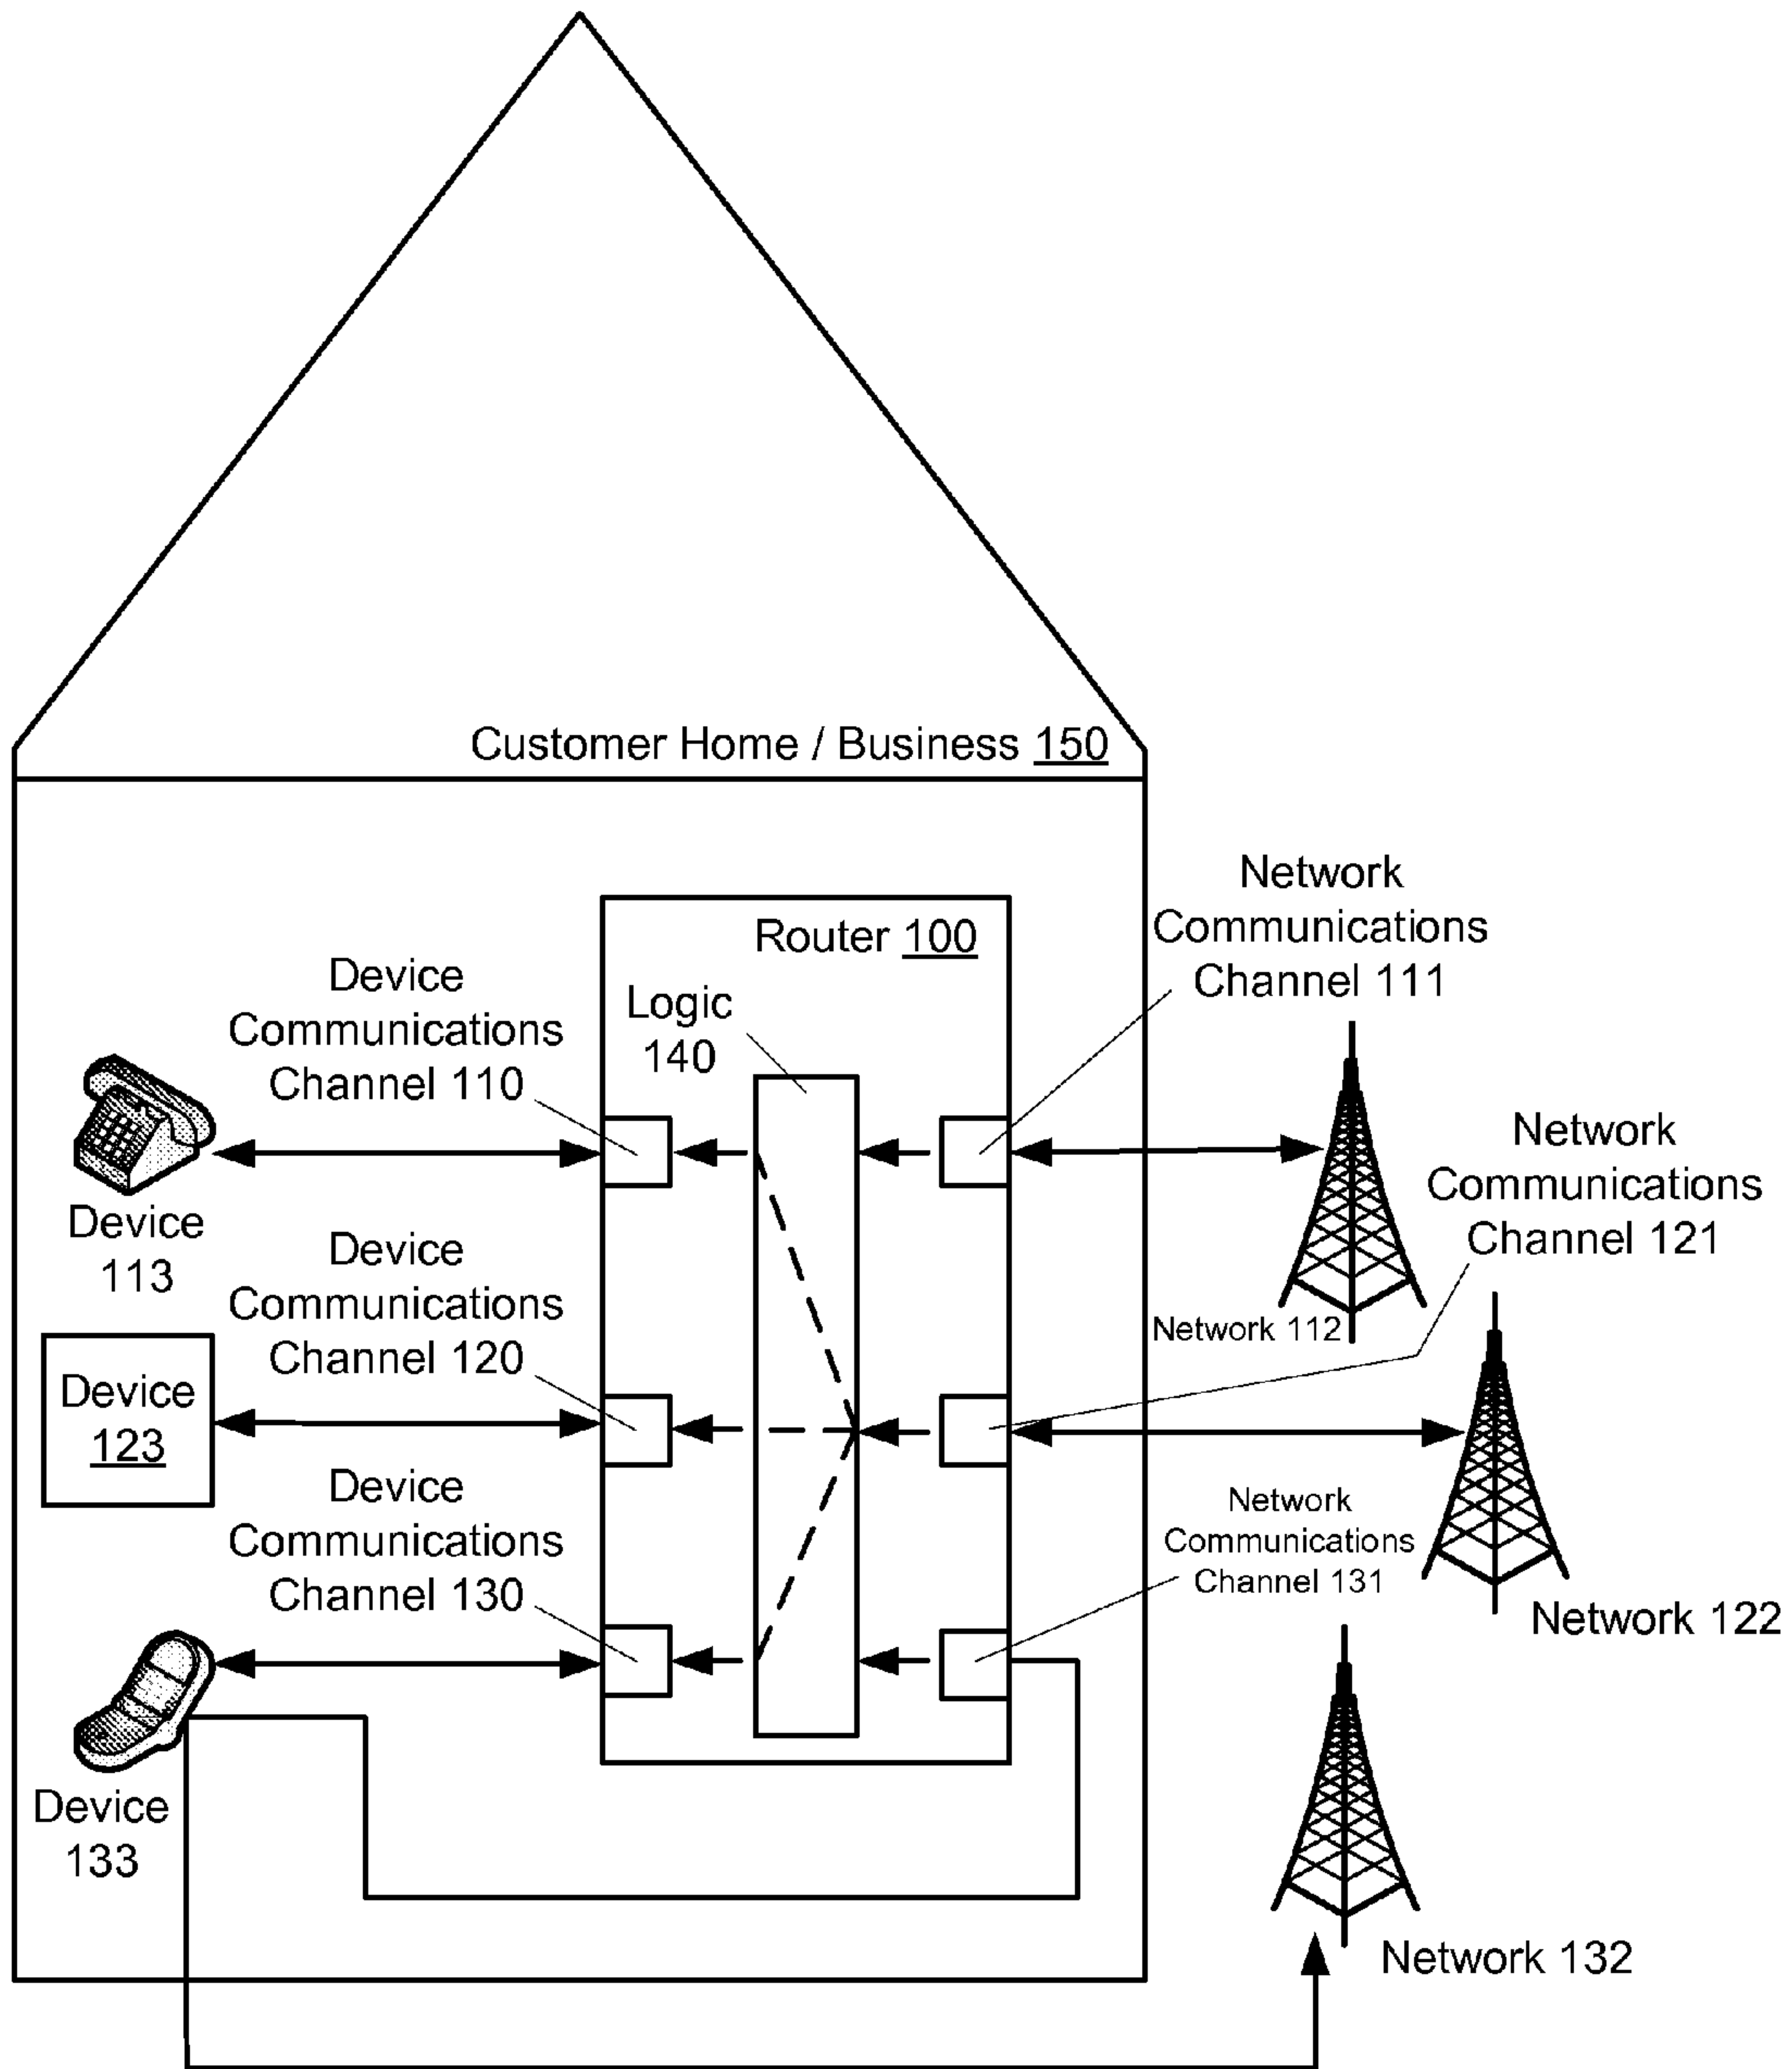 Customer Home / Business 150
Network
Communications
Channel 111
Router 100
Device
Communications
Channel 110
Logic
140
Network
Communications
Channel 121
Device
113
Device
Communications
Channel 120
Network 112
Device
123
Device
Communications
Channel 130
Network
Communications
Channel 131
Network 122
Device
133
Network 132